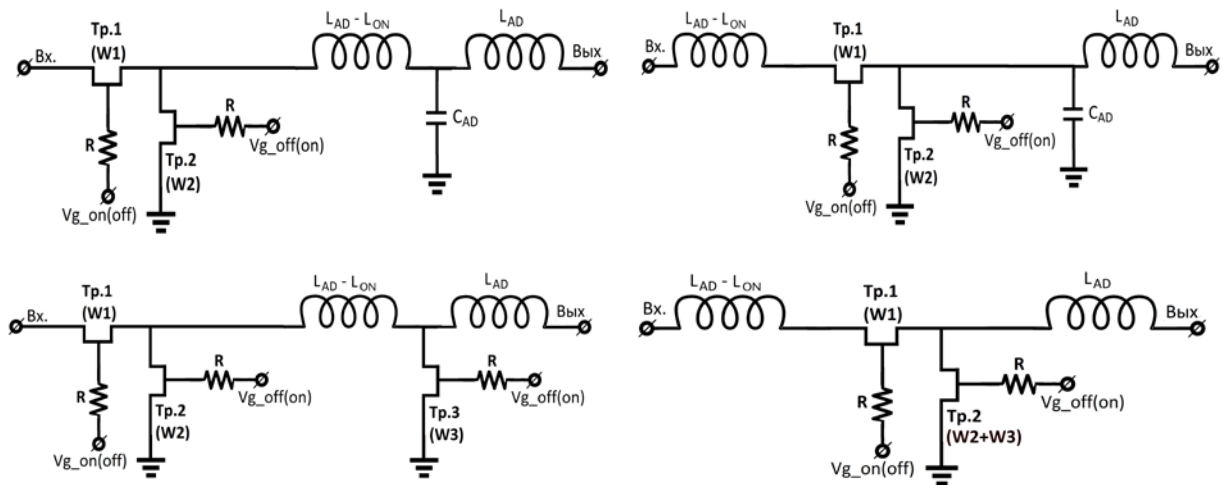 L_AD - L_ON
L_AD
Тр.1
(W1)
Вх.
Вых
R
R
Vg_off(on)
C_AD
Тр.2
(W2)
Vg_on(off)
L_AD - L_ON
L_AD
Тр.1
(W1)
Вх.
Вых
R
R
Vg_off(on)
C_AD
Тр.2
(W2)
Vg_on(off)
L_AD - L_ON
L_AD
Тр.1
(W1)
Вх.
Вых
R
R
R
Vg_off(on)
Vg_off(on)
Тр.2
(W2)
Тр.3
(W3)
Vg_on(off)
L_AD - L_ON
L_AD
Тр.1
(W1)
Вх.
Вых
R
R
Vg_off(on)
Тр.2
(W2+W3)
Vg_on(off)